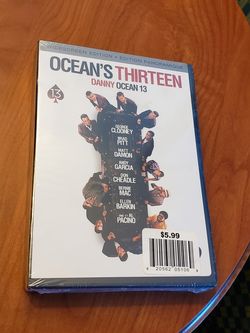 WIDESCREEN EDITION • ÉDITION PANORAMIQUE
OCEAN'S THIRTEEN
DANNY OCEAN 13
13
GEORGE
CLOONEY
BRAD
PITT
MATT
DAMON
ANDY
GARCIA
DON
CHEADLE
BERNIE
MAC
ELLEN
BARKIN
AL
PACINO
$5.99